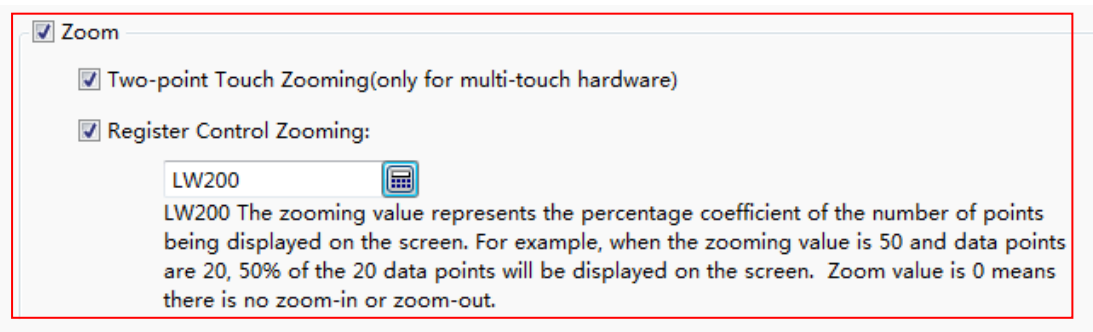 Zoom
Two-point Touch Zooming(only for multi-touch hardware)
Register Control Zooming:
LW200
LW200 The zooming value represents the percentage coefficient of the number of points
being displayed on the screen. For example, when the zooming value is 50 and data points
are 20, 50% of the 20 data points will be displayed on the screen.  Zoom value is 0 means
there is no zoom-in or zoom-out.